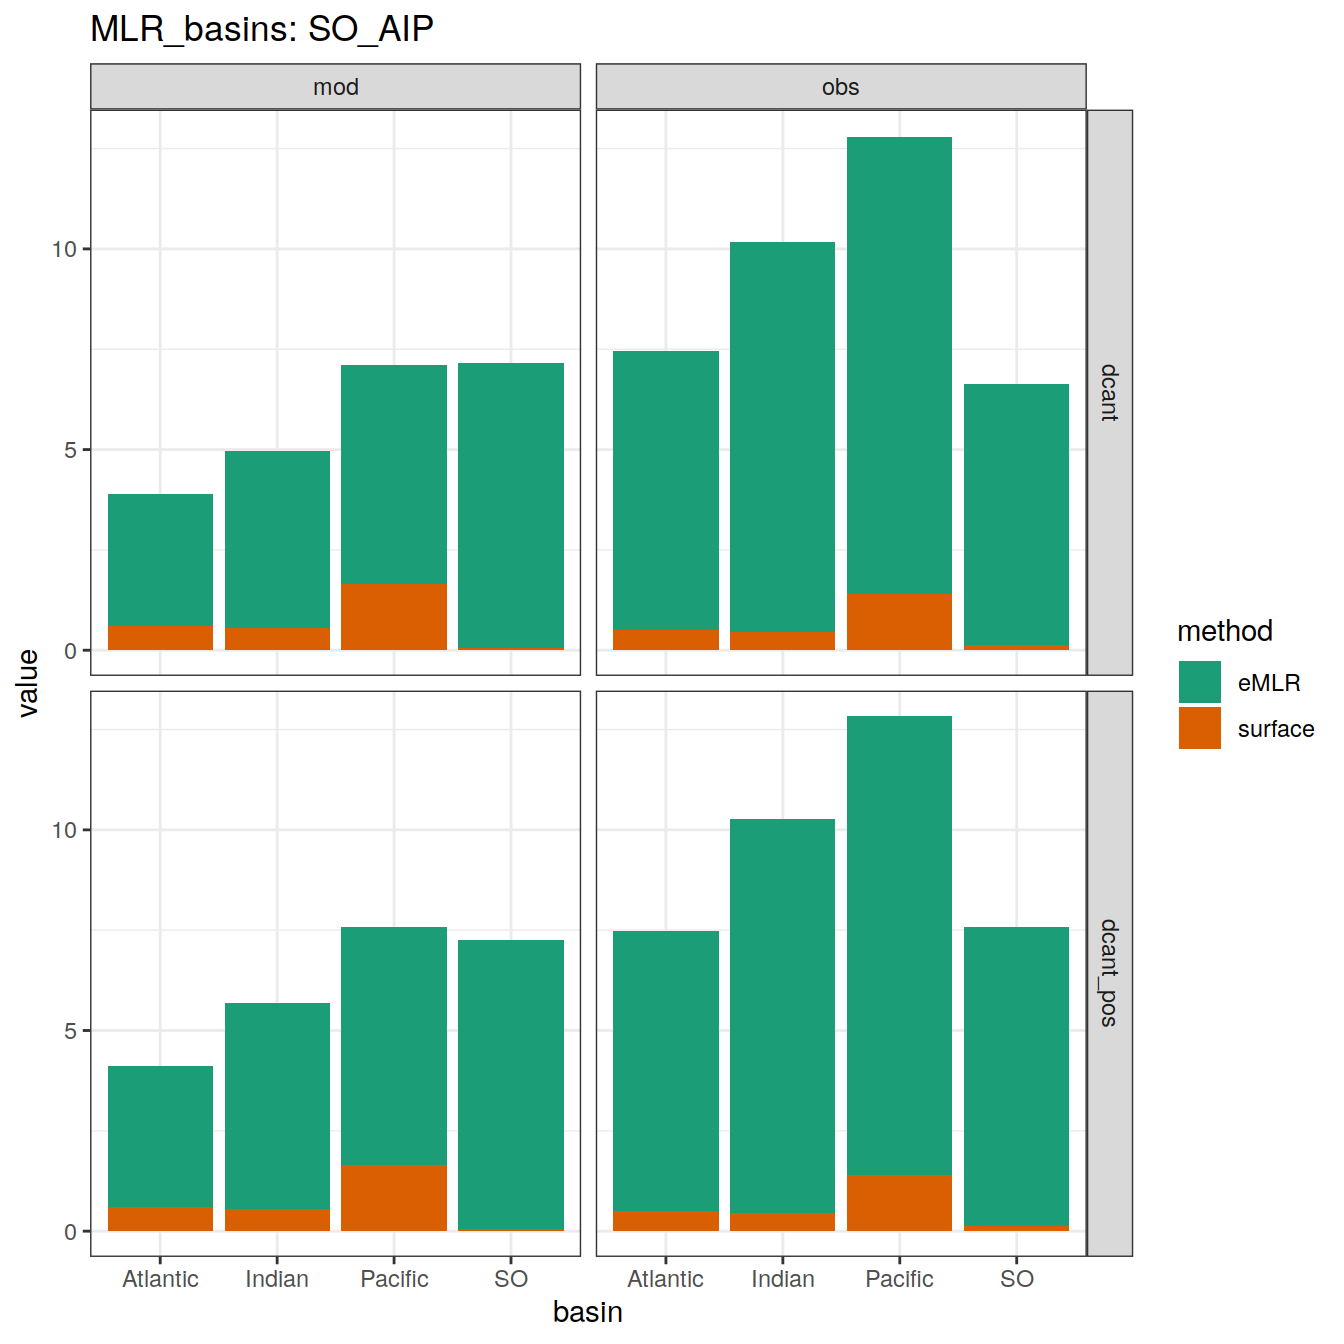 MLR_basins: SO_AIP
mod
obs
10
5
0
dcant
10
5
0
dcant_pos
value
Atlantic Indian Pacific SO
Atlantic Indian Pacific SO
basin
method
eMLR
surface